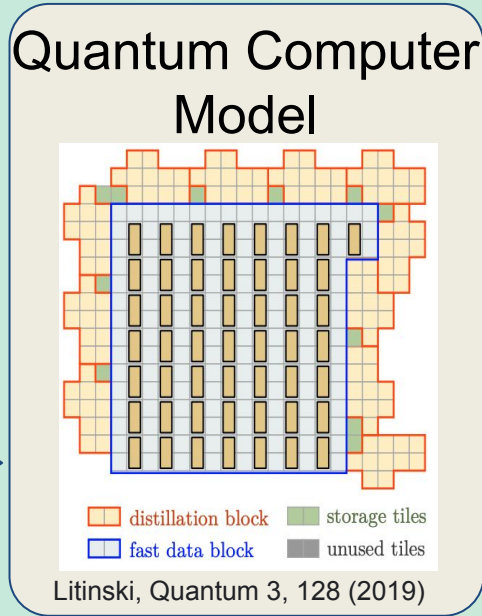 Quantum Computer
Model
distillation block
storage tiles
fast data block
unused tiles
Litinski, Quantum 3, 128 (2019)